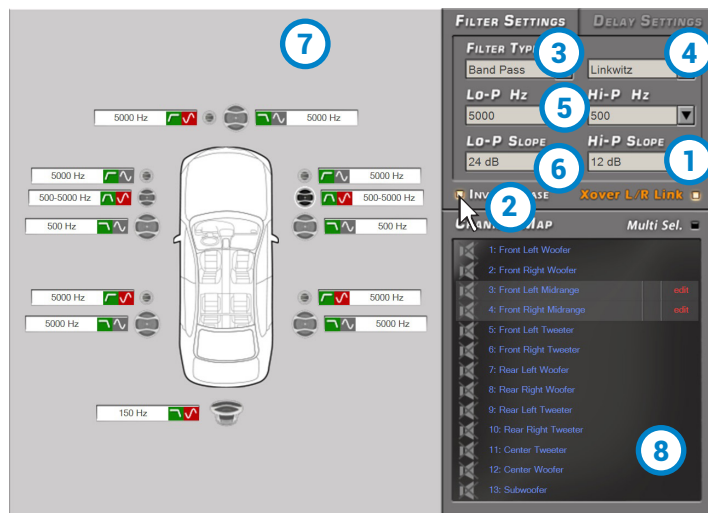 7
FILTER SETTINGS
DELAY SETTINGS
FILTER TYP
3
4
Band Pass
Linkwitz
LO-P HZ
HI-P HZ
5
5000
500
LO-P SLOPE
HI-P SLOPE
6
1
24 dB
12 dB
2
XOVER L/R LINK
MULTI SEL.
5000 Hz
5000 Hz
5000 Hz
5000 Hz
500-5000 Hz
500-5000 Hz
500 Hz
500 Hz
5000 Hz
5000 Hz
5000 Hz
5000 Hz
150 Hz
1: Front Left Woofer
2: Front Right Woofer
3: Front Left Midrange edit
4: Front Right Midrange edit
5: Front Left Tweeter
6: Front Right Tweeter
7: Rear Left Woofer
8: Rear Right Woofer
9: Rear Left Tweeter
10: Rear Right Tweeter
11: Center Tweeter
12: Center Woofer
13: Subwoofer
8